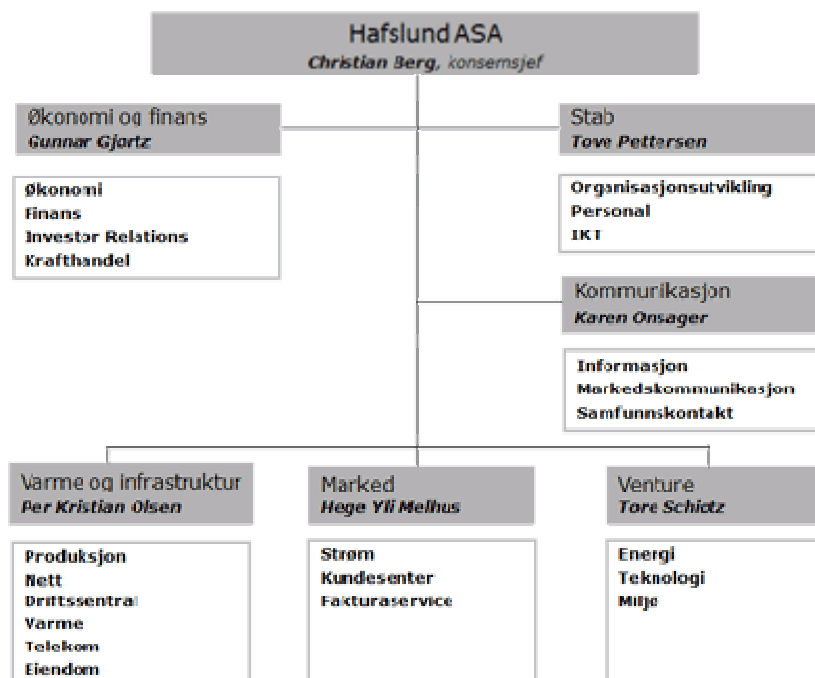 Hafslund ASA
Christian Berg, konsernsjef
Økonomi og finans
Gunnar Gjørtz
Økonomi
Finans
Investor Relations
Krafthandel
Stab
Tove Pettersen
Organisasjonsutvikling
Personal
IKT
Kommunikasjon
Karen Onsager
Informasjon
Markedskommunikasjon
Samfunnskontakt
Varme og infrastruktur
Per Kristian Olsen
Produksjon
Nett
Driftssentral
Varme
Telekom
Eiendom
Marked
Hege Yli Melhus
Strøm
Kundesenter
Fakturaservice
Venture
Tore Schiøtz
Energi
Teknologi
Miljø